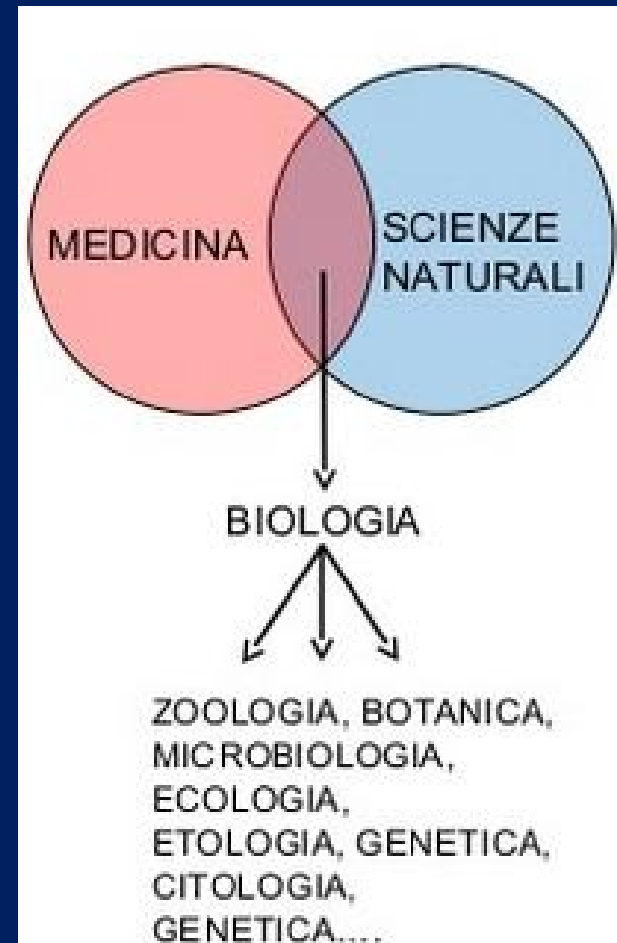 MEDICINA
SCIENZE
NATURALI
BIOLOGIA
ZOOLOGIA, BOTANICA,
MICROBIOLOGIA,
ECOLOGIA,
ETOLOGIA, GENETICA,
CITOLOGIA,
GENETICA....